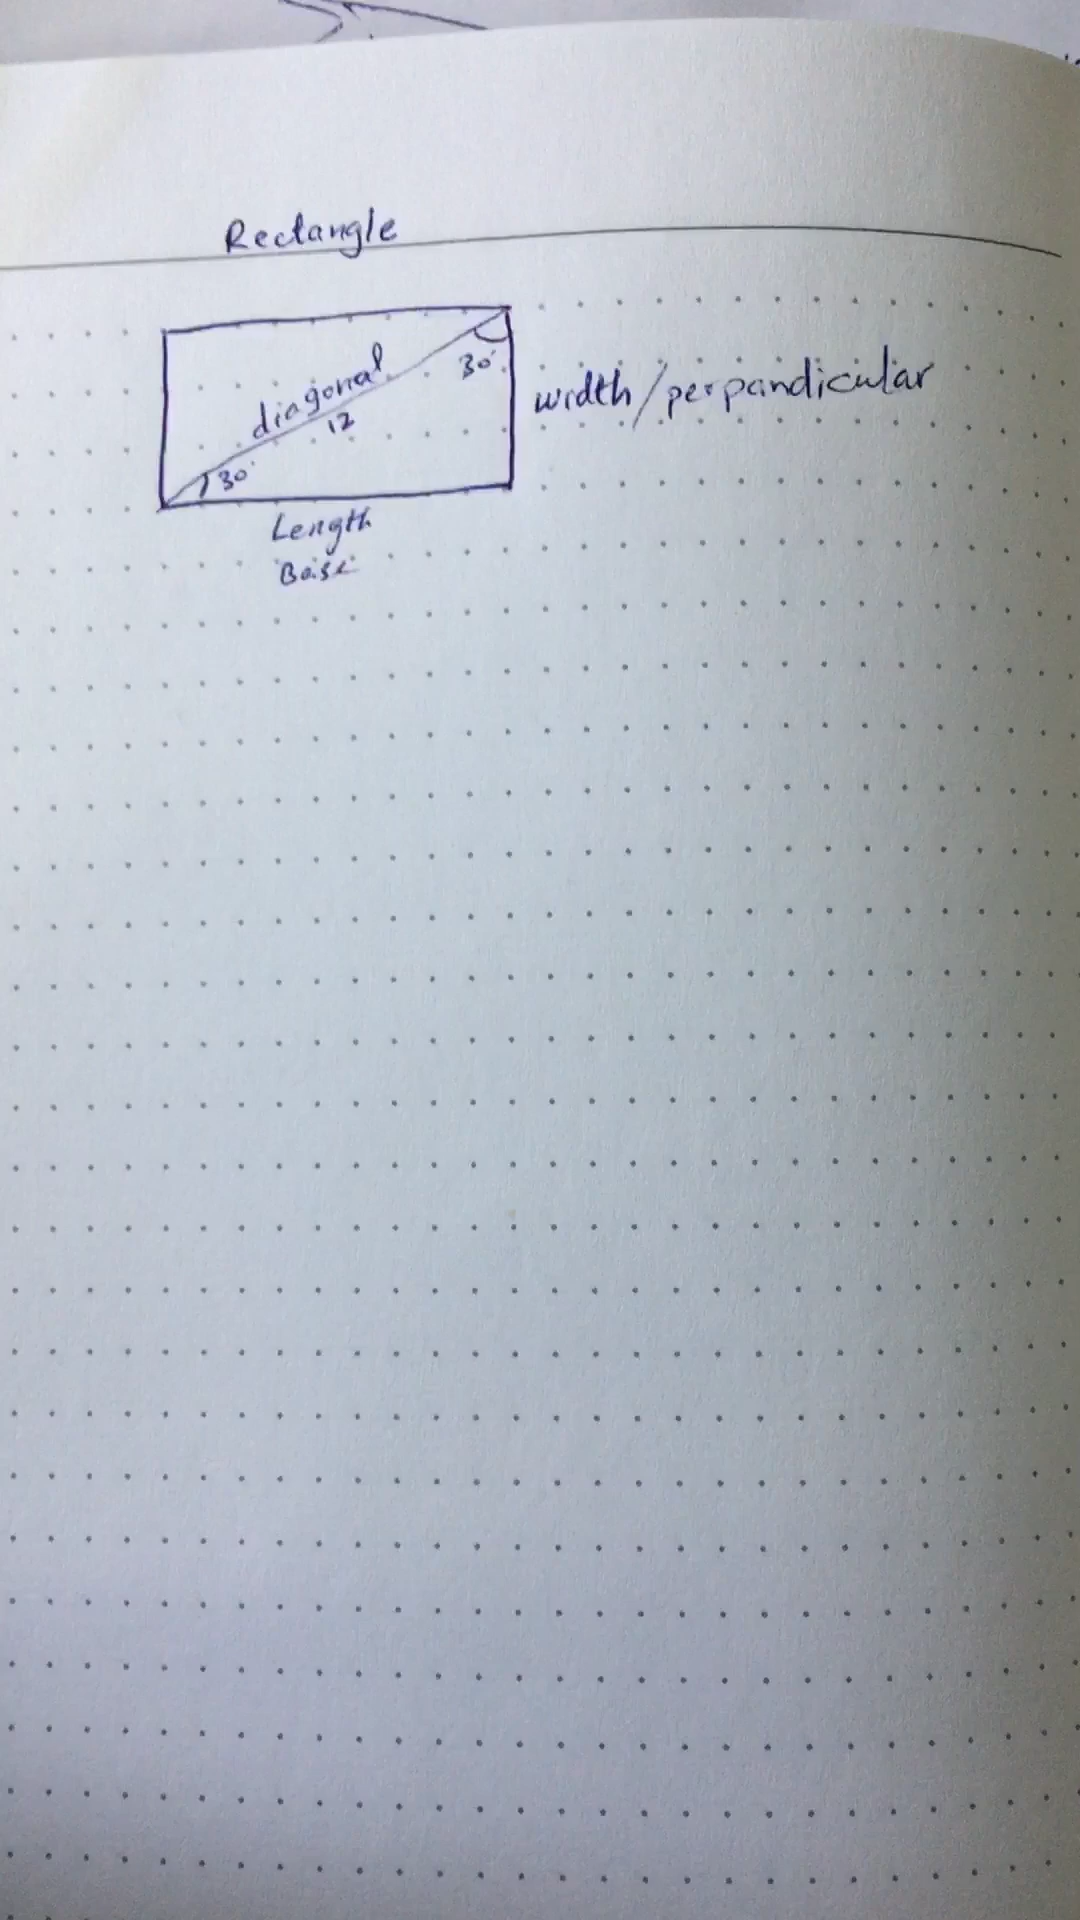 Rectangle
diagonal
12
30°
30°
width/perpandicular
Length
Base